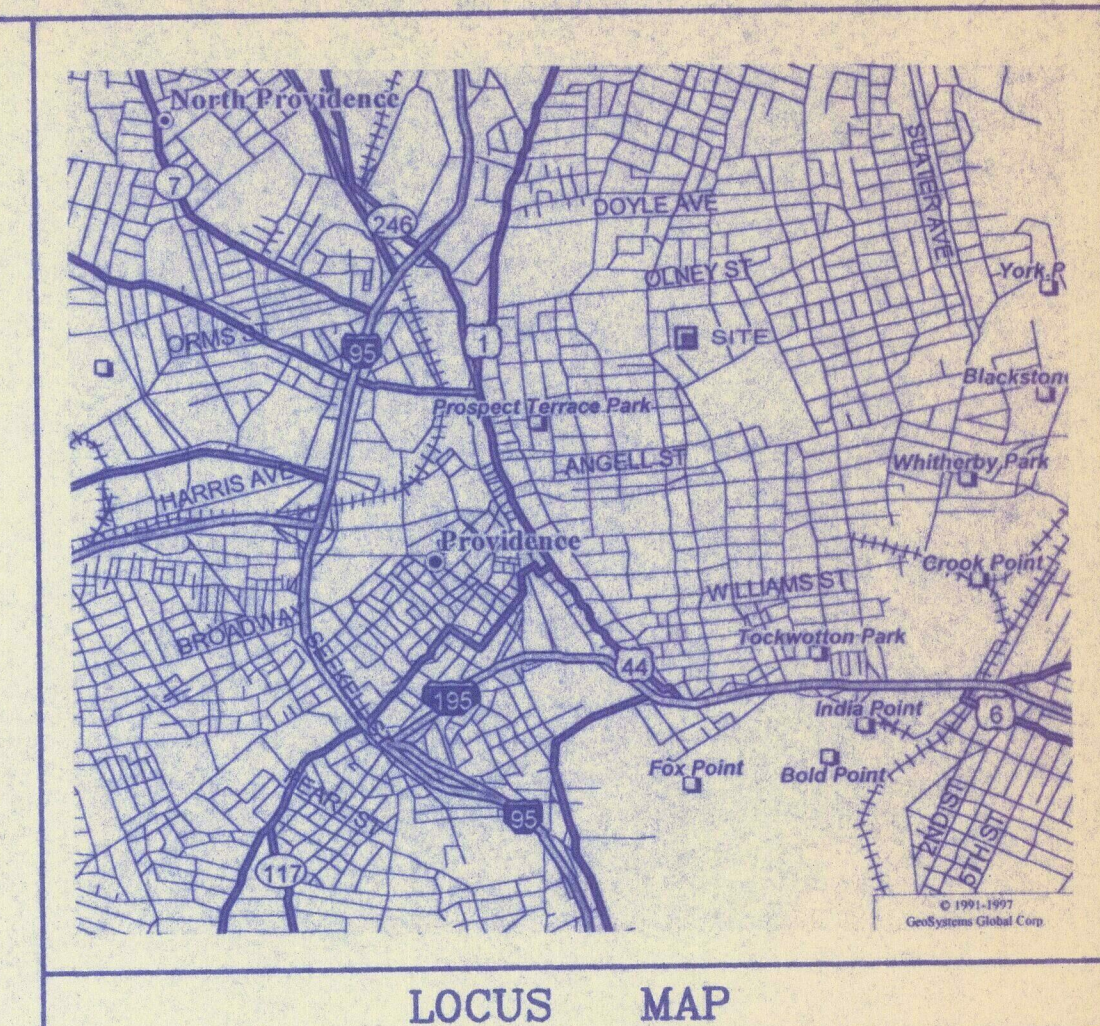 North Providence
7
246
SLATER AVE
DOYLE AVE
York P
OLNEY ST
SITE
ORMS S
95
1
Blackston
Prospect Terrace Park
ANGELL ST
Whitherby Park
HARRIS AVE
Providence
Crook Point
WILLIAMS ST
BROADWAY
Tockwotton Park
44
195
India Point
6
Fox Point
Bold Point
95
2ND ST
5TH ST
117
© 1991-1997
GeoSystems Global Corp
LOCUS MAP